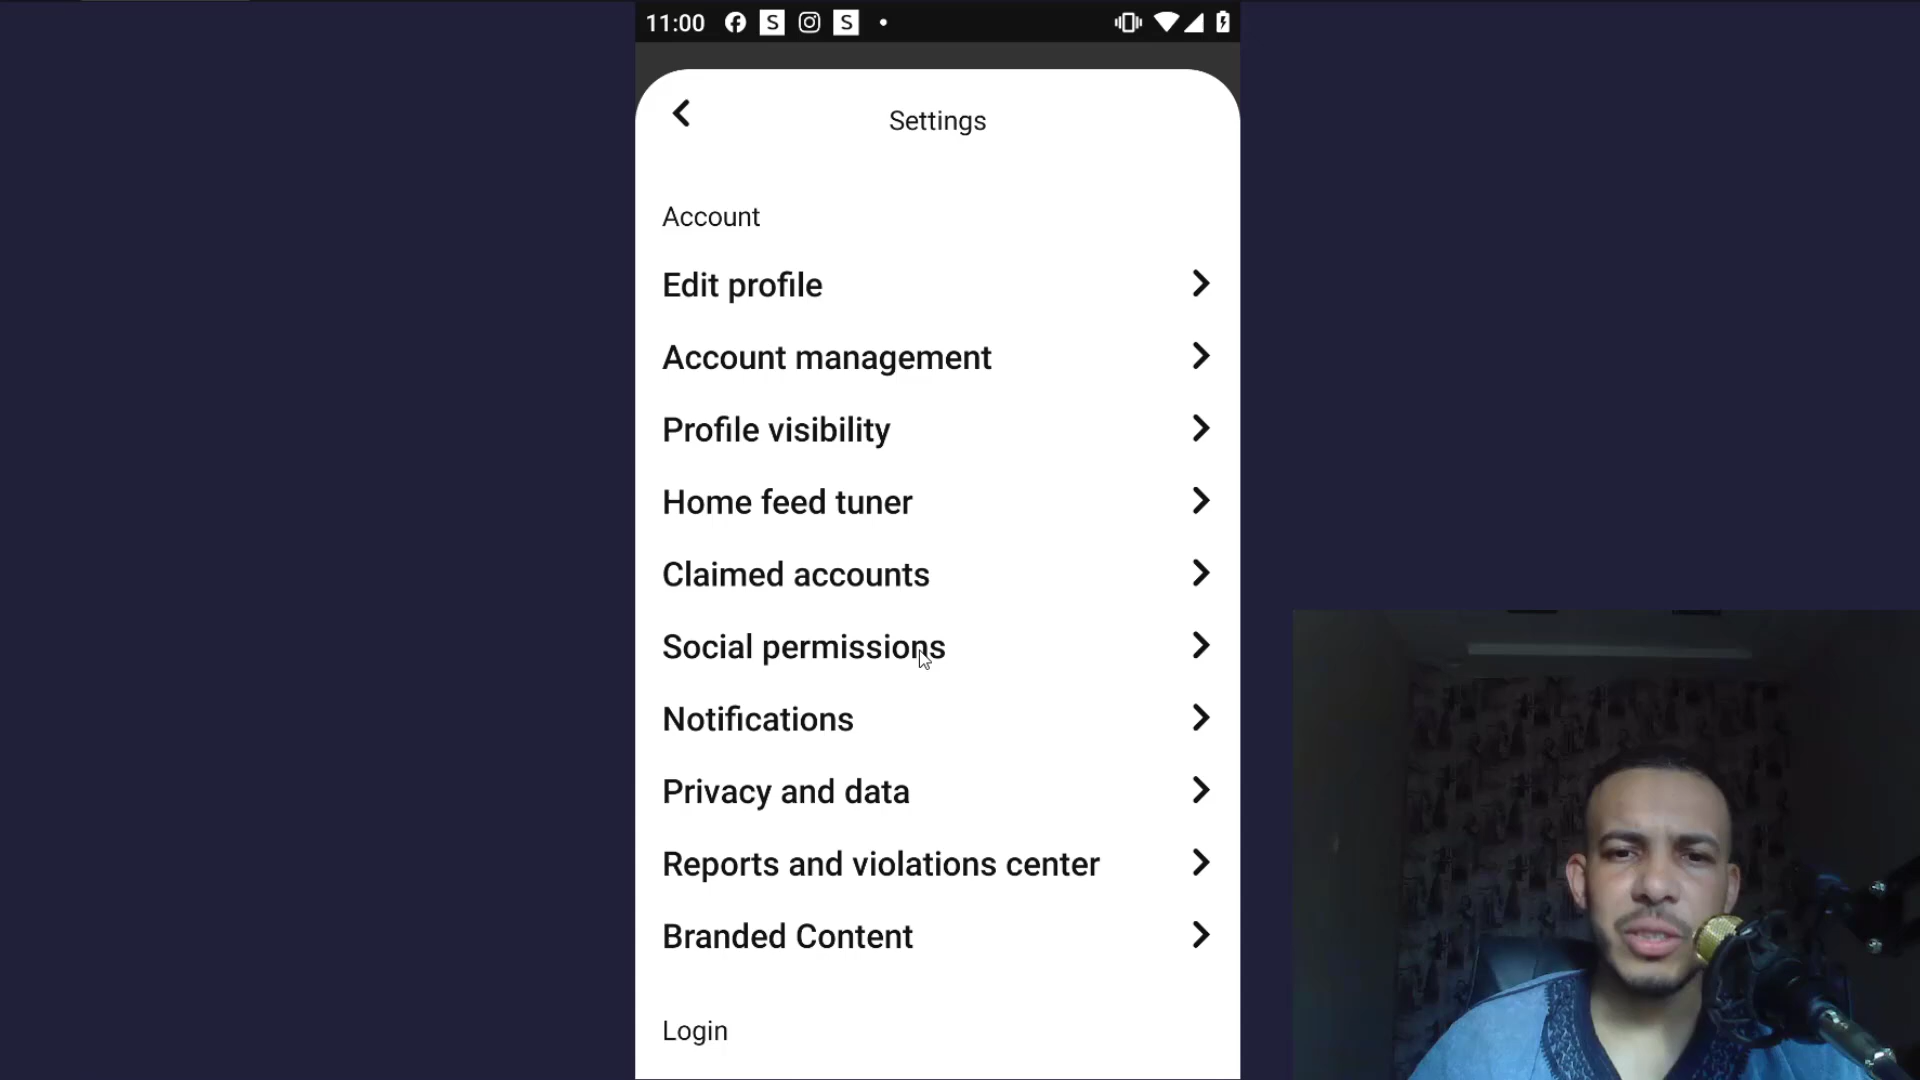 11:00 S S
Settings
Account
Edit profile
Account management
Profile visibility
Home feed tuner
Claimed accounts
Social permissions
Notifications
Privacy and data
Reports and violations center
Branded Content
Login